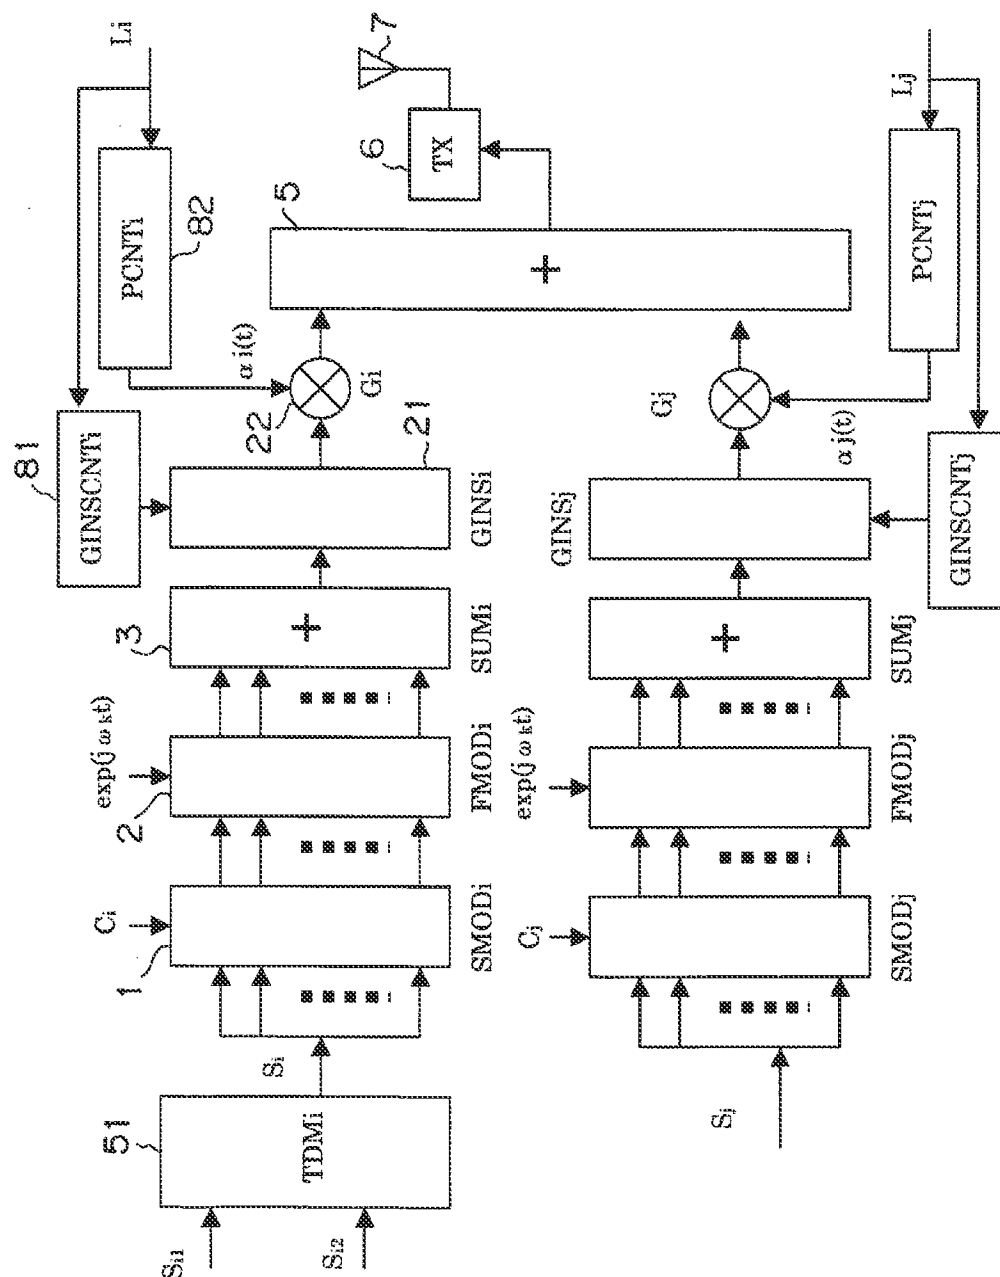 Si1
Si2
51
TDMi
Si
1
Ci
SMODi
2
exp(jωkt)
FMODi
3
+
SUMi
81
GINSCNTi
21
GINSi
22
αi(t)
Gi
PCNTi
82
Li
5
+
6
TX
7
Sj
Cj
SMODj
exp(jωkt)
FMODj
+
SUMj
GINSj
GINSCNTj
Gj
αj(t)
PCNTj
Lj